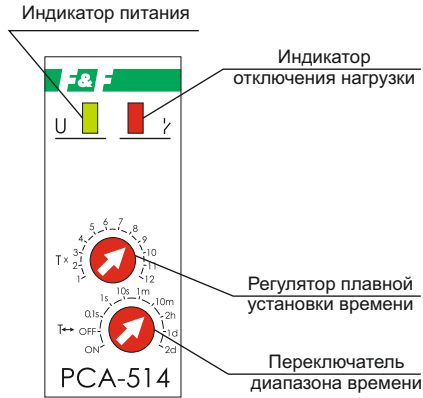 Индикатор питания
Индикатор
отключения нагрузки
F&F
U
5 6 7
4 8
3 9
T× 2 10
1 11
12
10s 1m
1s 10m
0,1s 2h
T↔ OFF 1d
ON 2d
Регулятор плавной
установки времени
Переключатель
диапазона времени
PCA-514